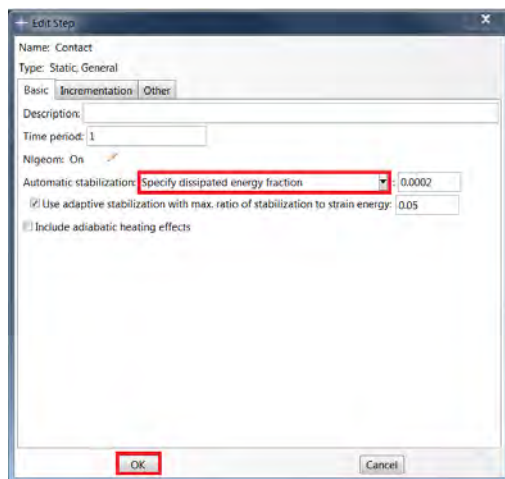 Edit Step
X
Name: Contact
Type: Static, General
Basic Incrementation Other
Description:
Time period: 1
Nlgeom: On
Automatic stabilization: Specify dissipated energy fraction : 0.0002
Use adaptive stabilization with max. ratio of stabilization to strain energy: 0.05
Include adiabatic heating effects
OK Cancel